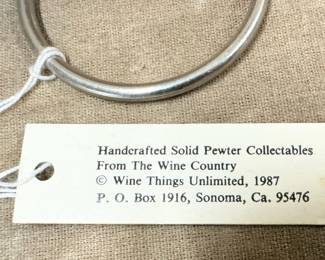 Handcrafted Solid Pewter Collectables
From The Wine Country
© Wine Things Unlimited, 1987
P. O. Box 1916, Sonoma, Ca. 95476